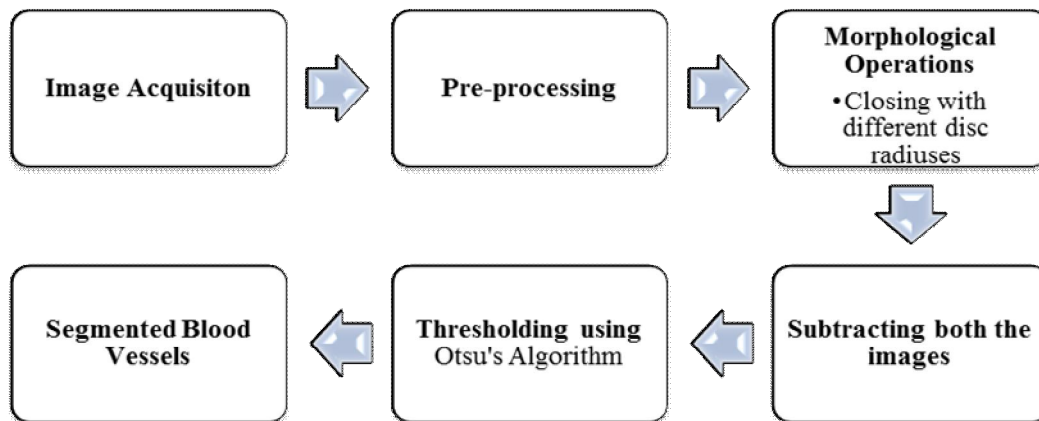 Image Acquisiton
Pre-processing
Morphological
Operations
•Closing with
different disc
radiuses
Segmented Blood
Vessels
Thresholding using
Otsu's Algorithm
Subtracting both the
images